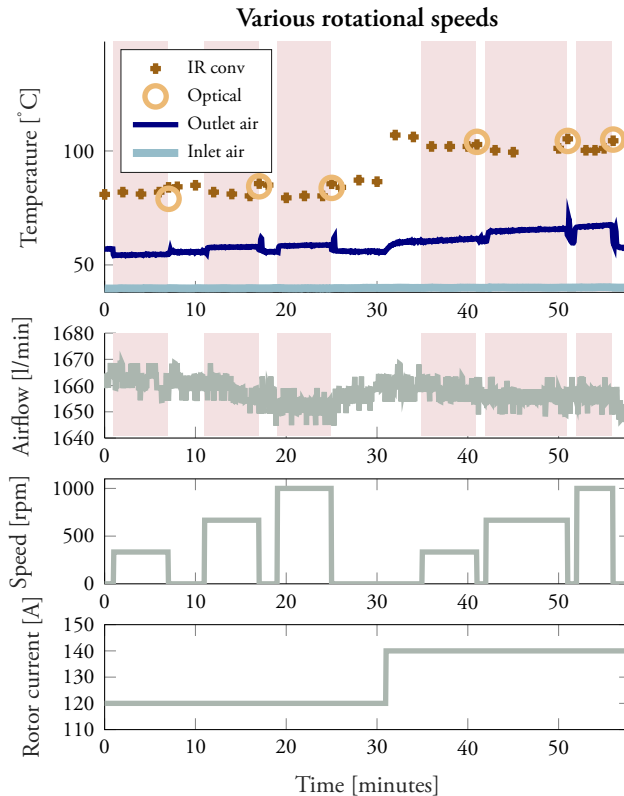 Various rotational speeds
Temperature [°C]
100
50
IR conv
Optical
Outlet air
Inlet air
0 10 20 30 40 50
Airflow [l/min]
1680
1670
1660
1650
1640
0 10 20 30 40 50
Speed [rpm]
1000
500
0
0 10 20 30 40 50
Rotor current [A]
150
140
130
120
110
0 10 20 30 40 50
Time [minutes]